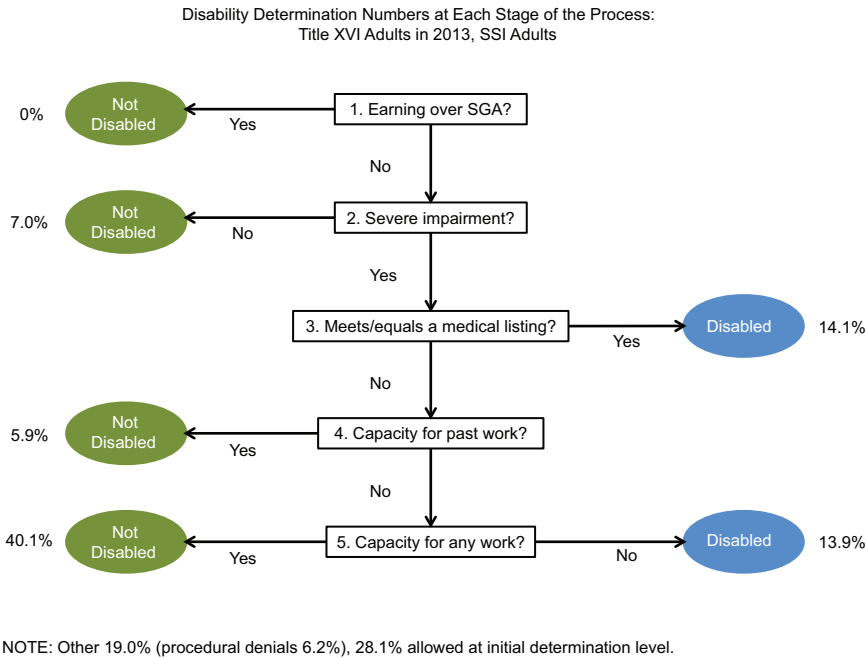 Disability Determination Numbers at Each Stage of the Process:
Title XVI Adults in 2013, SSI Adults
0%
Not
Disabled
Yes
1. Earning over SGA?
No
7.0%
Not
Disabled
No
2. Severe impairment?
Yes
3. Meets/equals a medical listing?
Yes
Disabled
14.1%
No
5.9%
Not
Disabled
Yes
4. Capacity for past work?
No
40.1%
Not
Disabled
Yes
5. Capacity for any work?
No
Disabled
13.9%
NOTE: Other 19.0% (procedural denials 6.2%), 28.1% allowed at initial determination level.